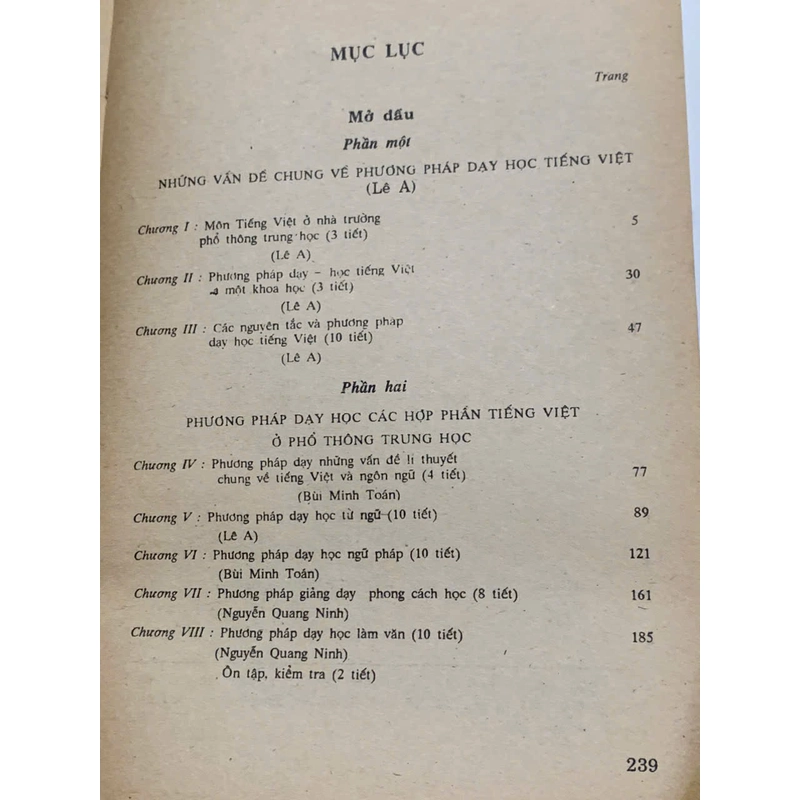 MỤC LỤC
Trang
Mở đầu
Phần một
NHỮNG VẤN ĐỀ CHUNG VỀ PHƯƠNG PHÁP DẠY HỌC TIẾNG VIỆT
(Lê A)
Chương I : Môn Tiếng Việt ở nhà trường 5
phổ thông trung học (3 tiết)
(Lê A)
Chương II : Phương pháp dạy – học tiếng Việt 30
một khoa học (3 tiết)
(Lê A)
Chương III : Các nguyên tắc và phương pháp 47
dạy học tiếng Việt (10 tiết)
(Lê A)
Phần hai
PHƯƠNG PHÁP DẠY HỌC CÁC HỢP PHẦN TIẾNG VIỆT
Ở PHỔ THÔNG TRUNG HỌC
Chương IV : Phương pháp dạy những vấn đề lí thuyết 77
chung về tiếng Việt và ngôn ngữ (4 tiết)
(Bùi Minh Toán)
Chương V : Phương pháp dạy học từ ngữ (10 tiết) 89
(Lê A)
Chương VI : Phương pháp dạy học ngữ pháp (10 tiết) 121
(Bùi Minh Toán)
Chương VII : Phương pháp giảng dạy phong cách học (8 tiết) 161
(Nguyễn Quang Ninh)
Chương VIII : Phương pháp dạy học làm văn (10 tiết) 185
(Nguyễn Quang Ninh)
Ôn tập, kiểm tra (2 tiết)
239